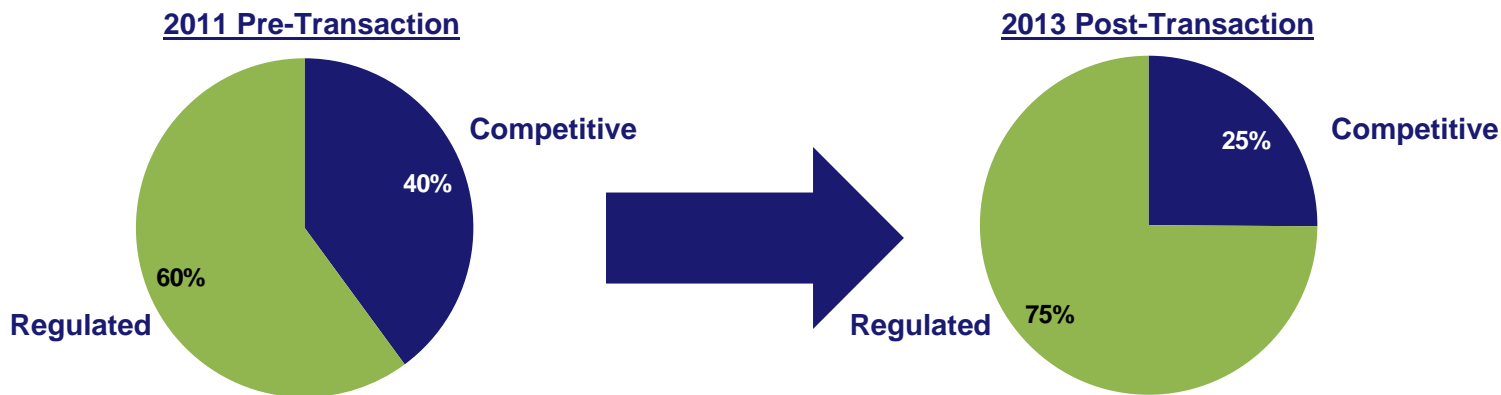 2011 Pre-Transaction
Competitive
40%
60%
Regulated
2013 Post-Transaction
25%
Competitive
75%
Regulated